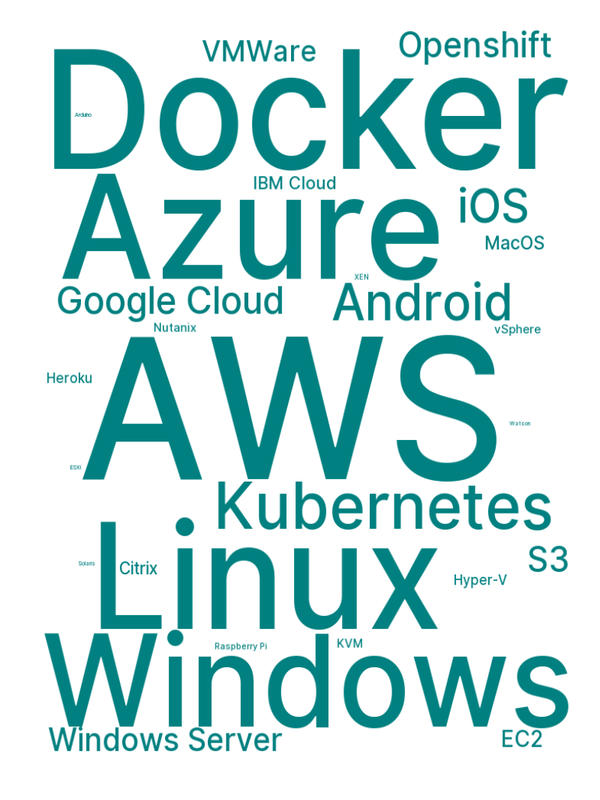 VMWare
Openshift
Docker
Arduino
IBM Cloud
Azure
iOS
MacOS
XEN
Google Cloud
Android
Nutanix
vSphere
Heroku
AWS
Watson
ESXi
Kubernetes
Linux
Solaris
Citrix
S3
Hyper-V
Windows
Raspberry Pi
KVM
Windows Server
EC2